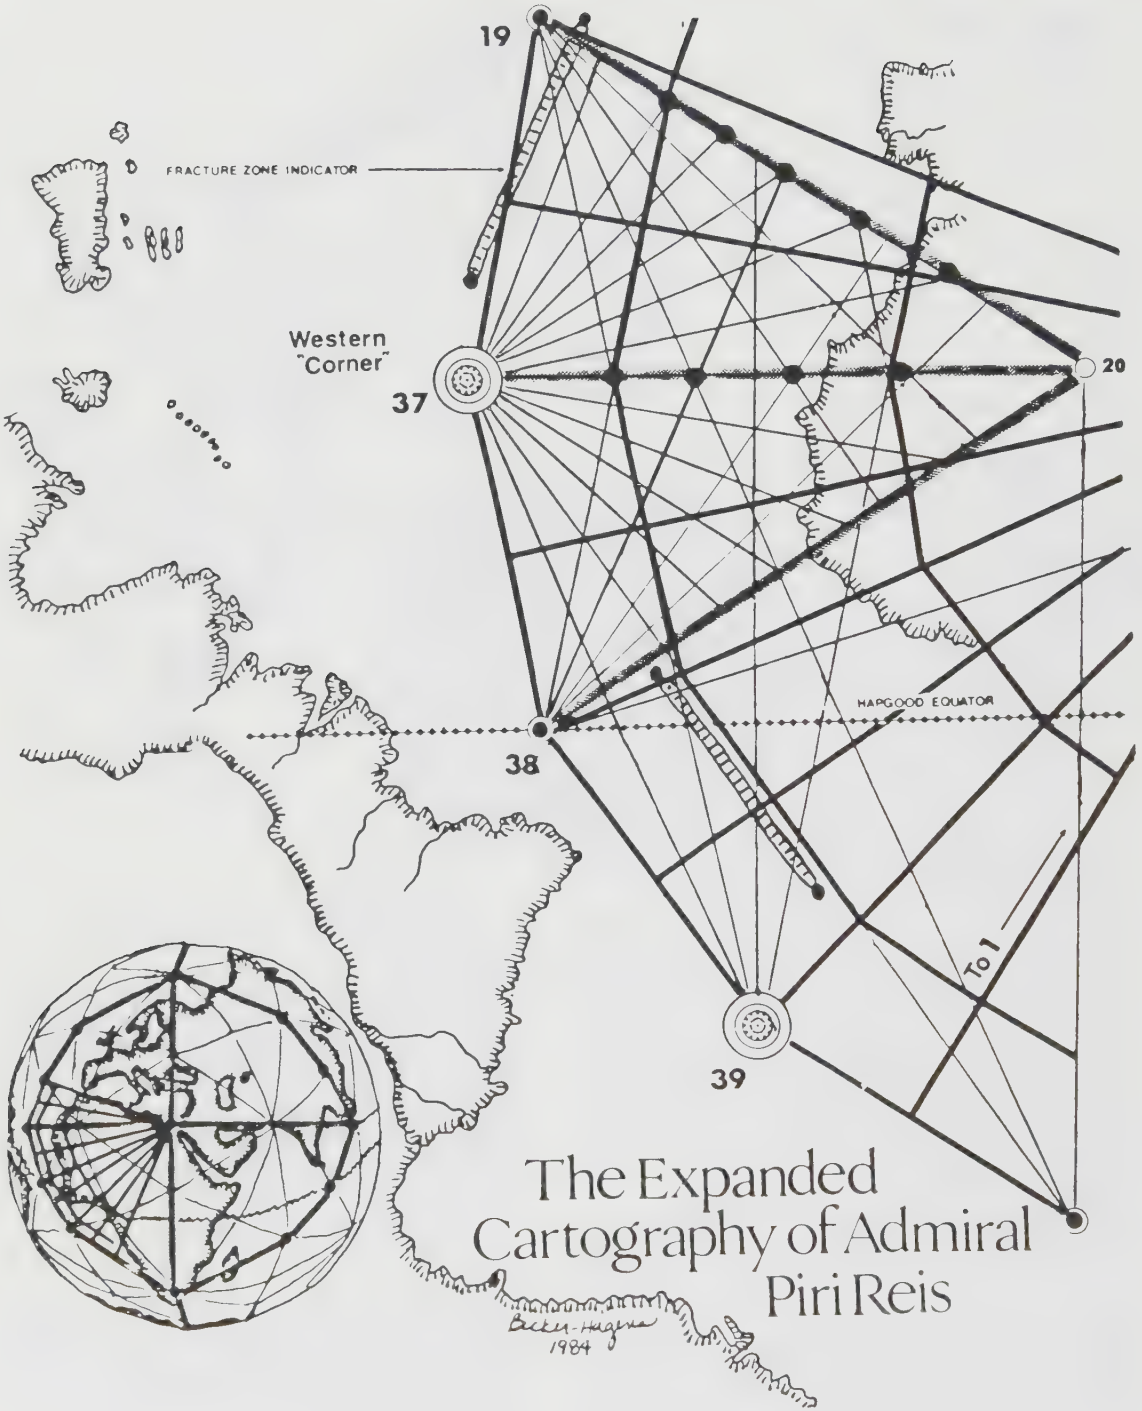 19
FRACTURE ZONE INDICATOR
Western
"Corner"
37
20
HAPGOOD EQUATOR
38
To 1
39
The Expanded
Cartography of Admiral
Piri Reis
Becker-Hagens
1984